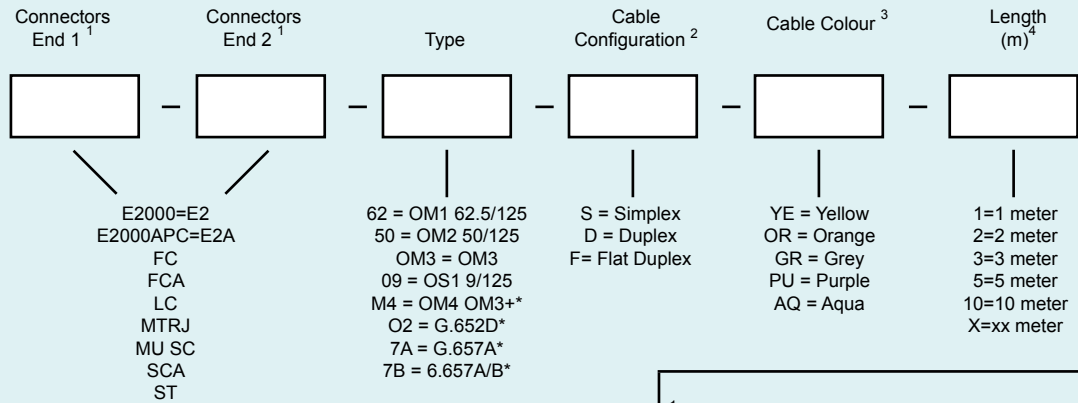 Connectors
End 1 1
Connectors
End 2 1
Type
Cable
Configuration 2
Cable Colour 3
Length
(m)4
E2000=E2
E2000APC=E2A
FC
FCA
LC
MTRJ
MU SC
SCA
ST
62 = OM1 62.5/125
50 = OM2 50/125
OM3 = OM3
09 = OS1 9/125
M4 = OM4 OM3+*
O2 = G.652D*
7A = G.657A*
7B = 6.657A/B*
S = Simplex
D = Duplex
F= Flat Duplex
YE = Yellow
OR = Orange
GR = Grey
PU = Purple
AQ = Aqua
1=1 meter
2=2 meter
3=3 meter
5=5 meter
10=10 meter
X=xx meter